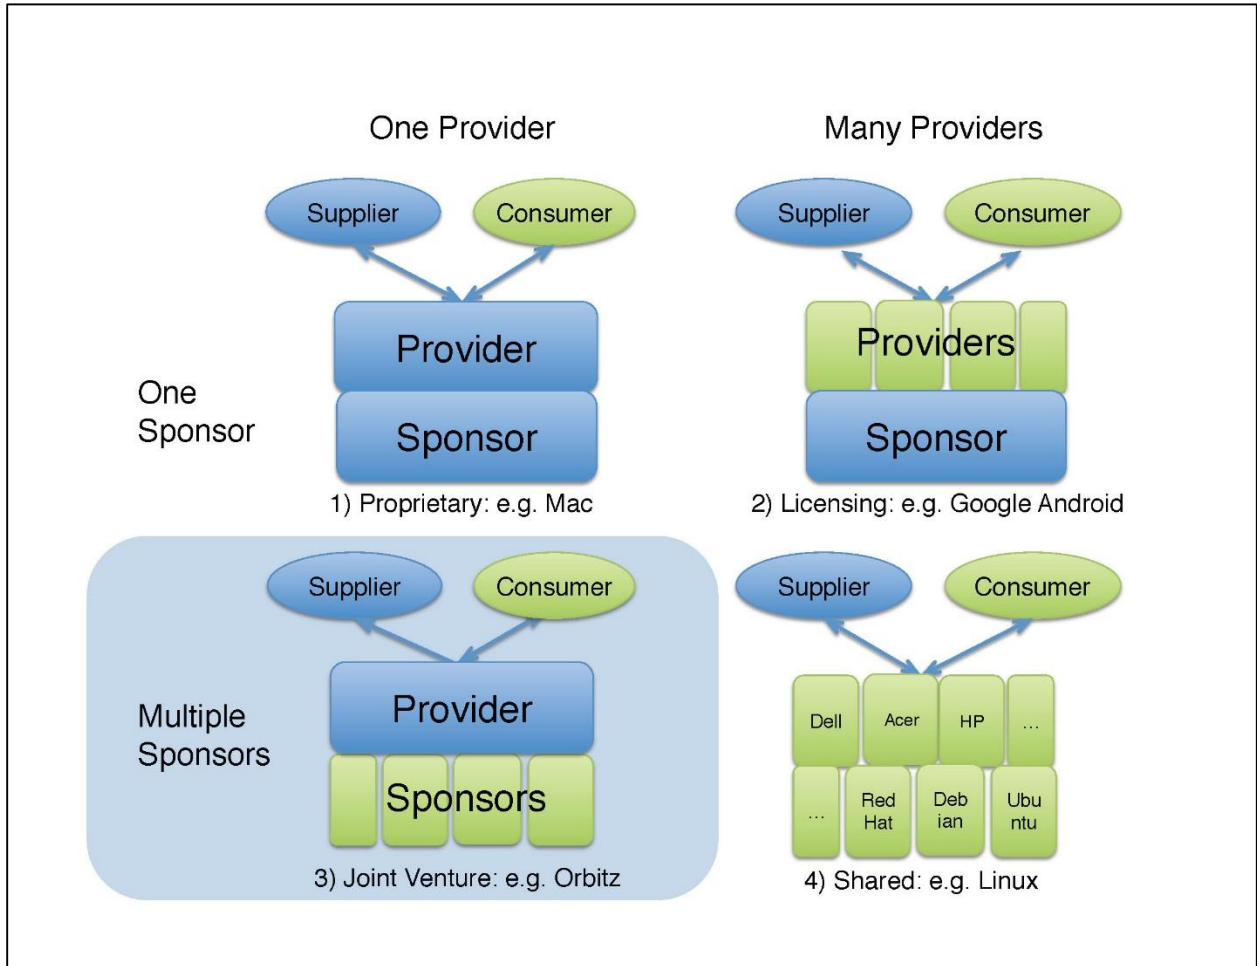 One Provider
Many Providers
Supplier
Consumer
Supplier
Consumer
Provider
Providers
One
Sponsor
Sponsor
Sponsor
1) Proprietary: e.g. Mac
2) Licensing: e.g. Google Android
Supplier
Consumer
Supplier
Consumer
Multiple
Sponsors
Provider
Sponsors
Dell
Acer
HP
...
...
Red
Hat
Deb
ian
Ubu
ntu
3) Joint Venture: e.g. Orbitz
4) Shared: e.g. Linux